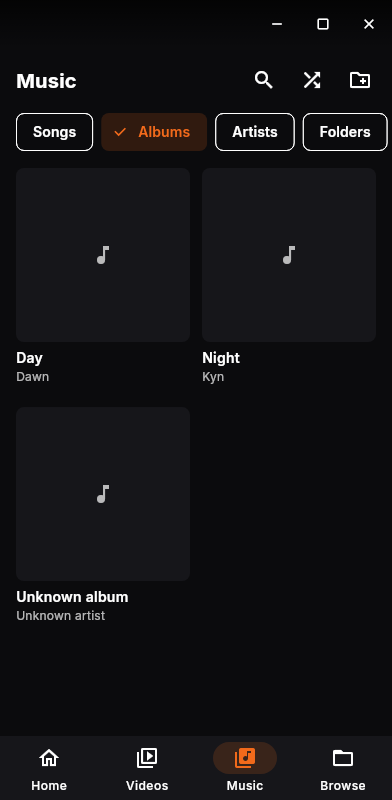 Music
Songs
Albums
Artists
Folders
Day
Dawn
Night
Kyn
Unknown album
Unknown artist
Home
Videos
Music
Browse